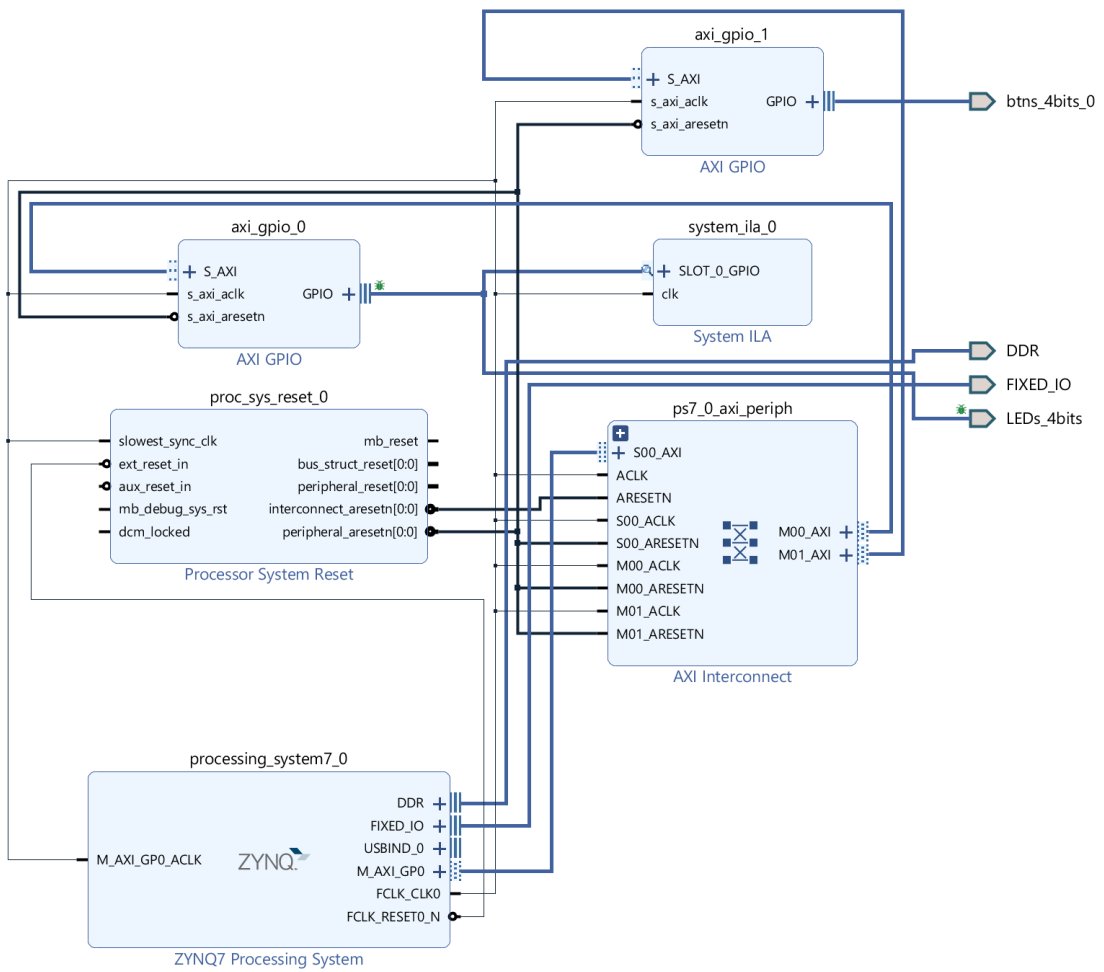 axi_gpio_1
S_AXI
s_axi_aclk
s_axi_aresetn
GPIO
AXI GPIO
btns_4bits_0
axi_gpio_0
S_AXI
s_axi_aclk
s_axi_aresetn
GPIO
AXI GPIO
system_ila_0
SLOT_0_GPIO
clk
System ILA
DDR
FIXED_IO
LEDs_4bits
proc_sys_reset_0
slowest_sync_clk
ext_reset_in
aux_reset_in
mb_debug_sys_rst
dcm_locked
mb_reset
bus_struct_reset[0:0]
peripheral_reset[0:0]
interconnect_aresetn[0:0]
peripheral_aresetn[0:0]
Processor System Reset
ps7_0_axi_periph
S00_AXI
ACLK
ARESETN
S00_ACLK
S00_ARESETN
M00_ACLK
M00_ARESETN
M01_ACLK
M01_ARESETN
M00_AXI
M01_AXI
AXI Interconnect
processing_system7_0
M_AXI_GP0_ACLK
ZYNQ
DDR
FIXED_IO
USBIND_0
M_AXI_GP0
FCLK_CLK0
FCLK_RESET0_N
ZYNQ7 Processing System